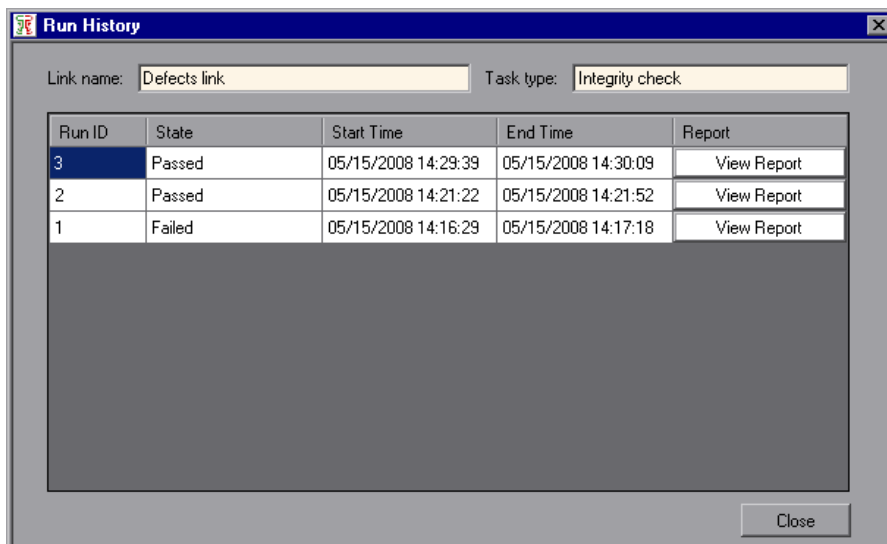 Run History
Link name: Defects link Task type: Integrity check
Run ID State Start Time End Time Report
3 Passed 05/15/2008 14:29:39 05/15/2008 14:30:09 View Report
2 Passed 05/15/2008 14:21:22 05/15/2008 14:21:52 View Report
1 Failed 05/15/2008 14:16:29 05/15/2008 14:17:18 View Report
Close